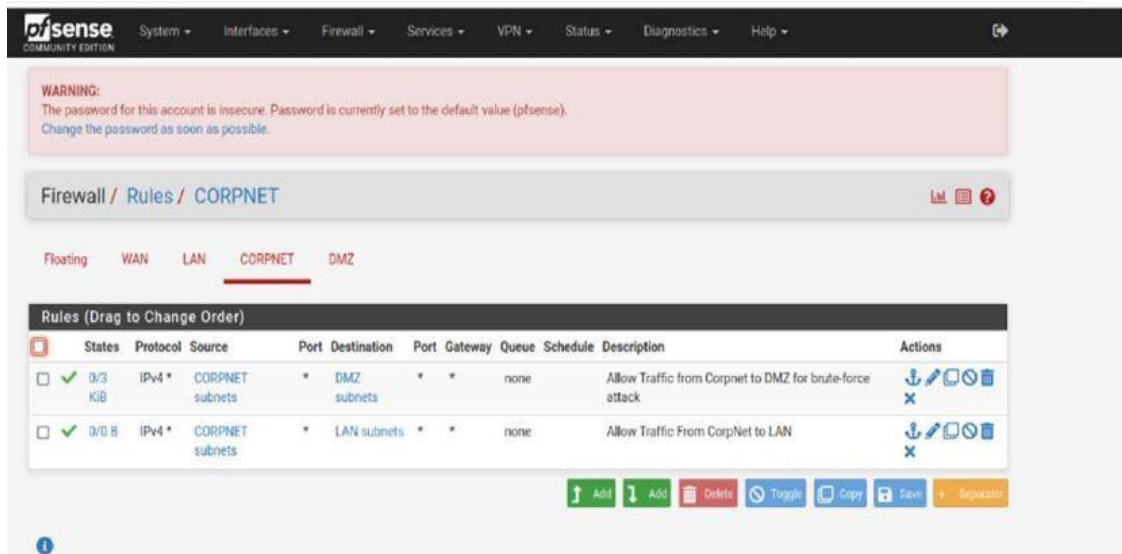 pfsense System Interfaces Firewall Services VPN Status Diagnostics Help
COMMUNITY EDITION
WARNING:
The password for this account is insecure. Password is currently set to the default value (pfsense).
Change the password as soon as possible.
Firewall / Rules / CORPNET
Floating WAN LAN CORPNET DMZ
Rules (Drag to Change Order)
States Protocol Source Port Destination Port Gateway Queue Schedule Description Actions
0/3 IPv4 * CORPNET * DMZ * * none Allow Traffic from Corpnet to DMZ for brute-force
KiB subnets subnets attack
0/0 B IPv4 * CORPNET * LAN subnets * * none Allow Traffic From CorpNet to LAN
subnets
Add Add Delete Toggle Copy Save + Separator